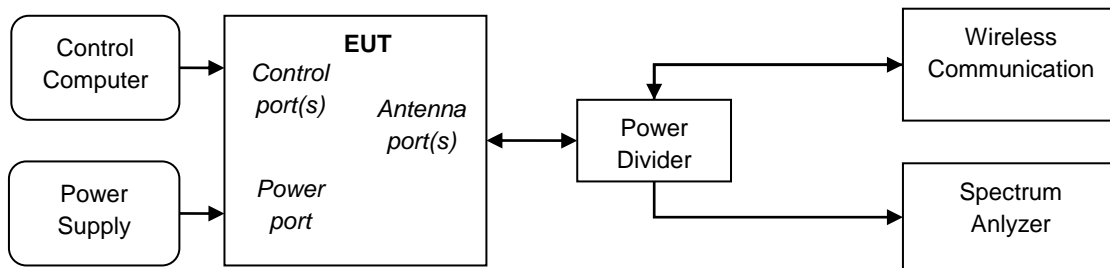 Control
Computer
Power
Supply
EUT
Control
port(s)
Antenna
port(s)
Power
port
Power
Divider
Wireless
Communication
Spectrum
Anlyzer